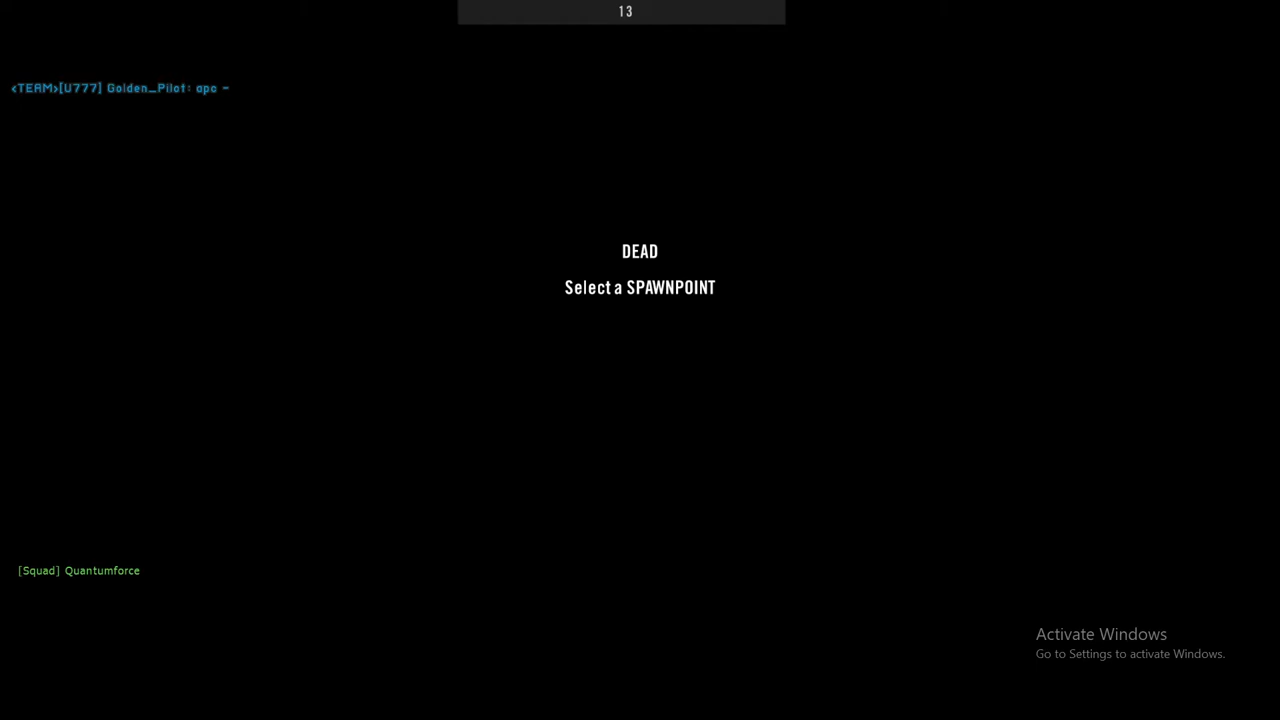 13
<TEAM>[U777] Golden_Pilot: apc -
DEAD
Select a SPAWNPOINT
[Squad] Quantumforce
Activate Windows
Go to Settings to activate Windows.